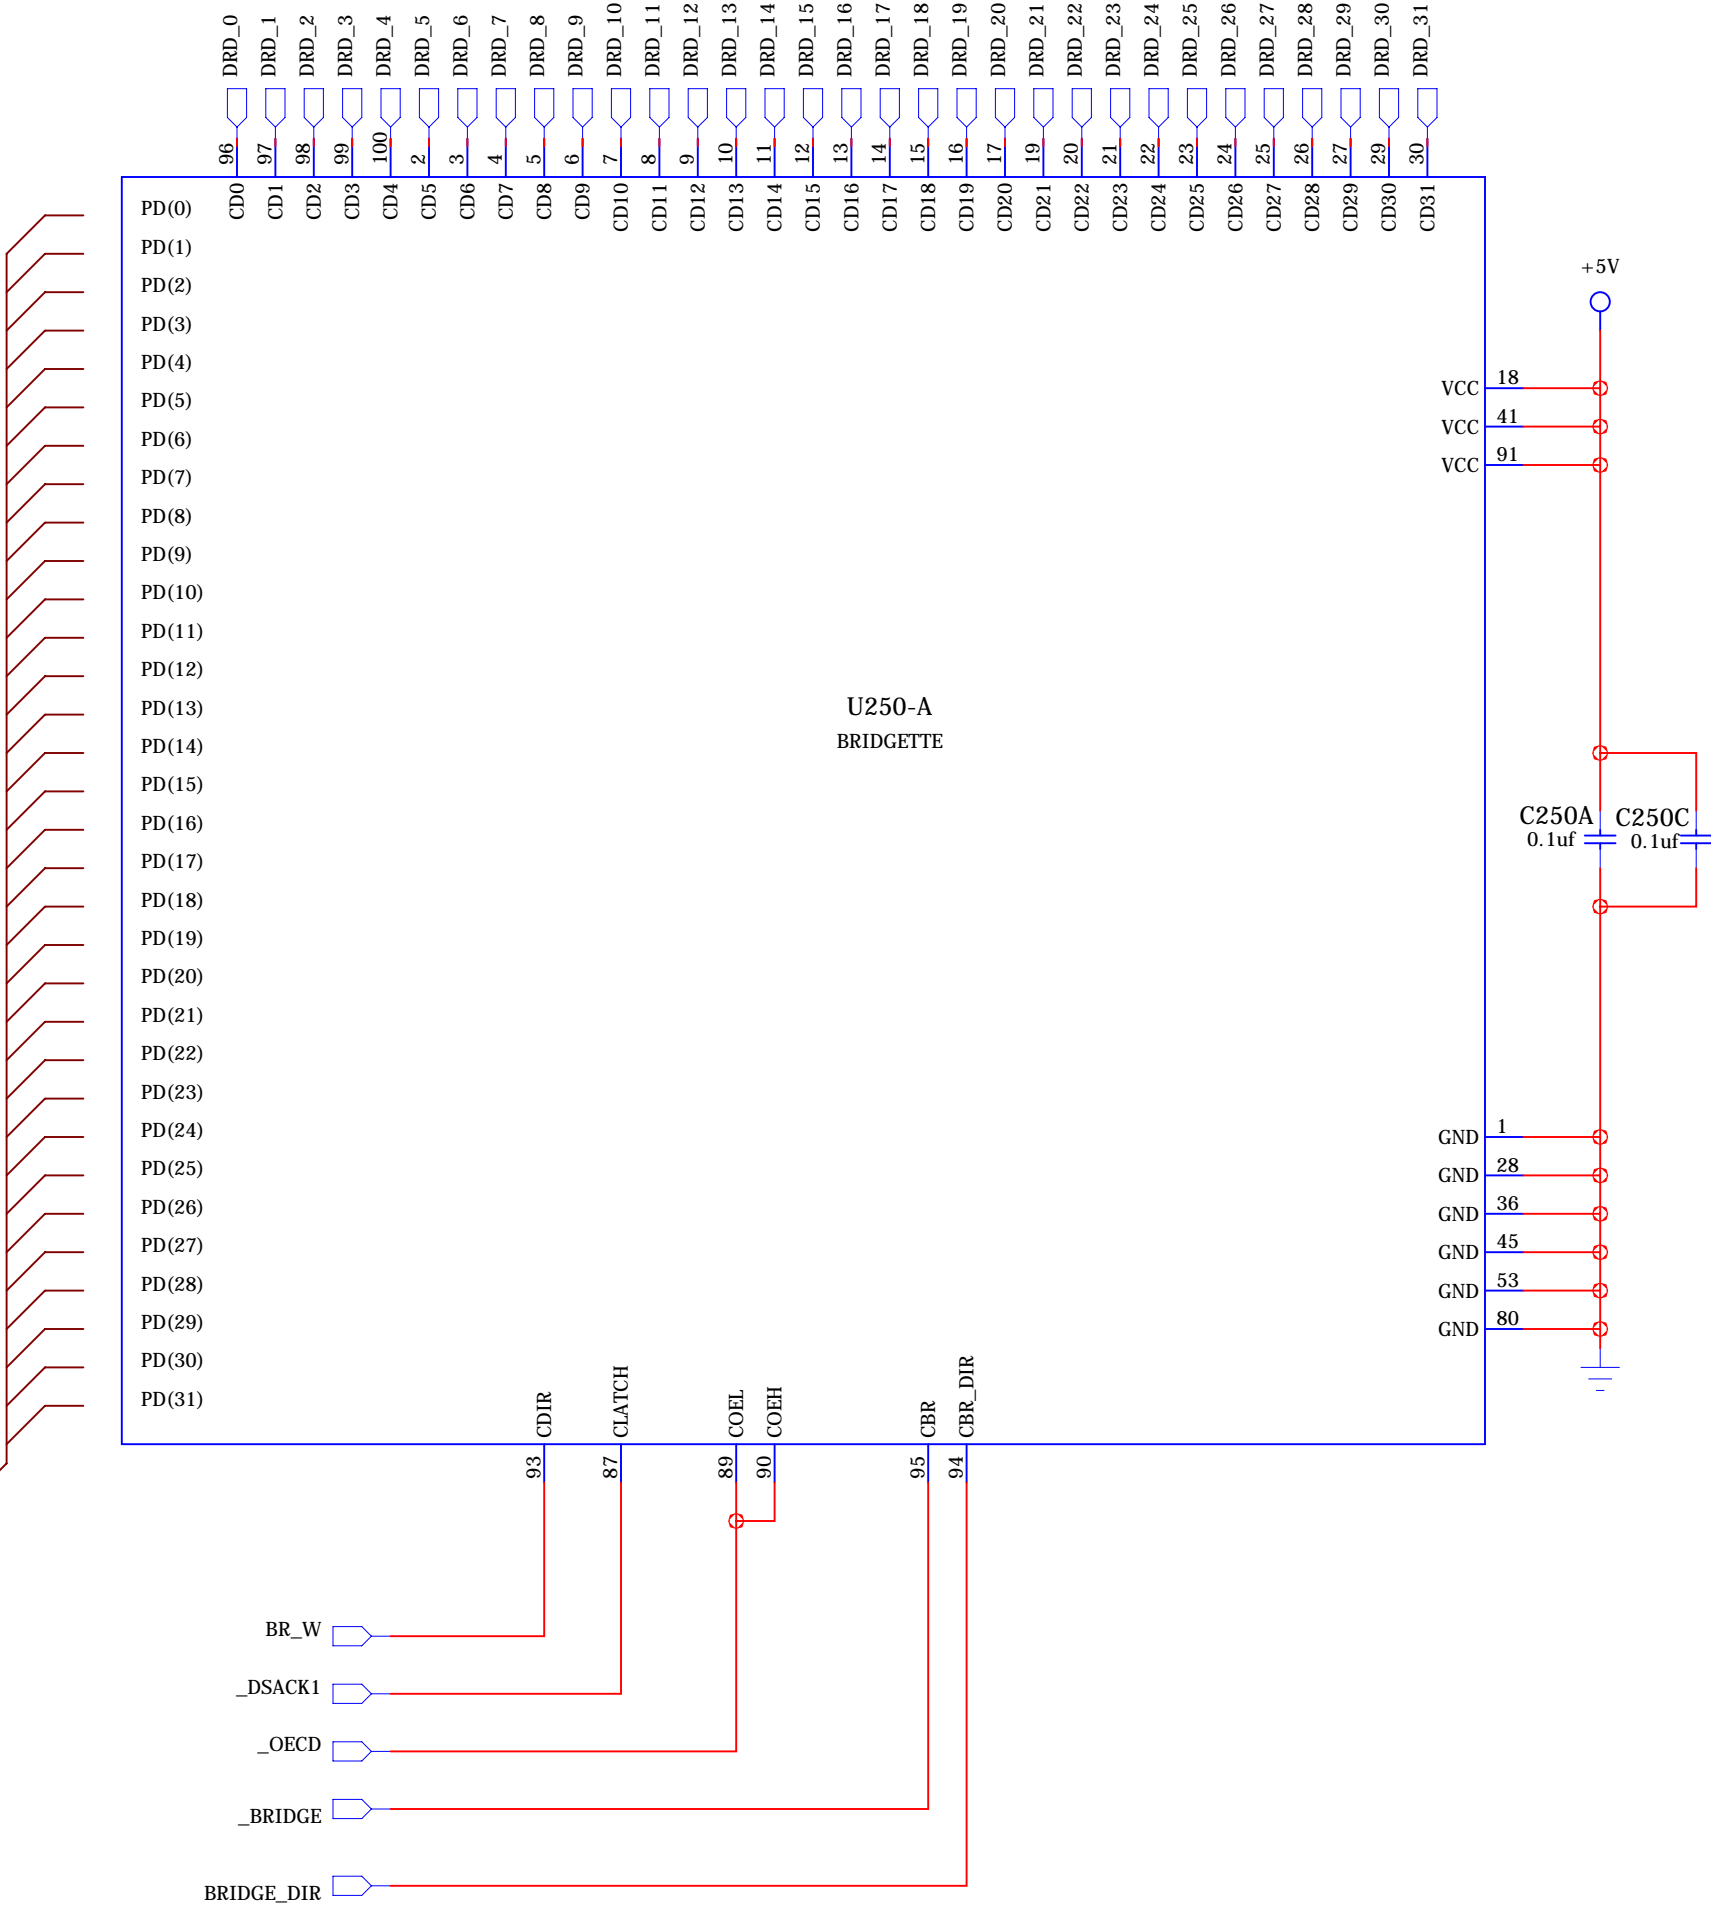 DRD_0 DRD_1 DRD_2 DRD_3 DRD_4 DRD_5 DRD_6 DRD_7 DRD_8 DRD_9 DRD_10 DRD_11 DRD_12 DRD_13 DRD_14 DRD_15 DRD_16 DRD_17 DRD_18 DRD_19 DRD_20 DRD_21 DRD_22 DRD_23 DRD_24 DRD_25 DRD_26 DRD_27 DRD_28 DRD_29 DRD_30 DRD_31
96 97 98 99 100 2 3 4 5 6 7 8 9 10 11 12 13 14 15 16 17 19 20 21 22 23 24 25 26 27 29 30
CD0 CD1 CD2 CD3 CD4 CD5 CD6 CD7 CD8 CD9 CD10 CD11 CD12 CD13 CD14 CD15 CD16 CD17 CD18 CD19 CD20 CD21 CD22 CD23 CD24 CD25 CD26 CD27 CD28 CD29 CD30 CD31
PD(0)
PD(1)
PD(2)
PD(3)
PD(4)
PD(5)
PD(6)
PD(7)
PD(8)
PD(9)
PD(10)
PD(11)
PD(12)
PD(13)
PD(14)
PD(15)
PD(16)
PD(17)
PD(18)
PD(19)
PD(20)
PD(21)
PD(22)
PD(23)
PD(24)
PD(25)
PD(26)
PD(27)
PD(28)
PD(29)
PD(30)
PD(31)
U250-A
BRIDGETTE
+5V
VCC 18
VCC 41
VCC 91
C250A C250C
0.1uf 0.1uf
GND 1
GND 28
GND 36
GND 45
GND 53
GND 80
CDIR CLATCH COEL COEH CBR CBR_DIR
93 87 89 90 95 94
BR_W
_DSACK1
_OECD
_BRIDGE
BRIDGE_DIR